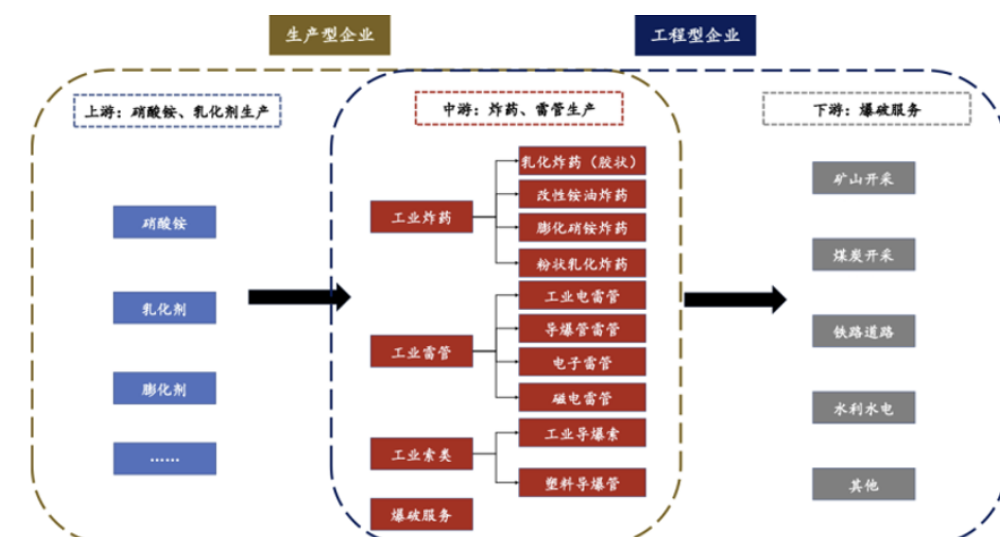 生产型企业
工程型企业
上游：硝酸铵、乳化剂生产
中游：炸药、雷管生产
下游：爆破服务
硝酸铵
乳化剂
膨化剂
……
工业炸药
乳化炸药（胶状）
改性铵油炸药
膨化硝铵炸药
粉状乳化炸药
工业雷管
工业电雷管
导爆管雷管
电子雷管
磁电雷管
工业索类
工业导爆索
塑料导爆管
爆破服务
矿山开采
煤炭开采
铁路道路
水利水电
其他